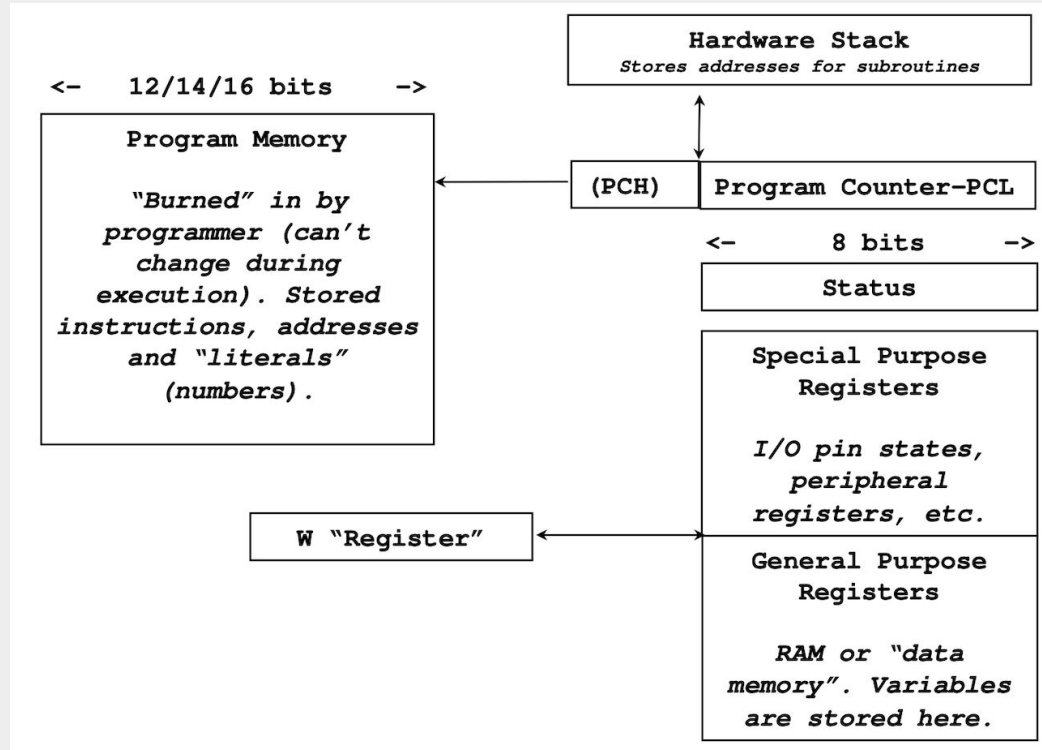 Hardware Stack
Stores addresses for subroutines
<- 12/14/16 bits ->
Program Memory
“Burned” in by
programmer (can’t
change during
execution). Stored
instructions, addresses
and “literals”
(numbers).
(PCH)
Program Counter-PCL
<- 8 bits ->
Status
Special Purpose
Registers
I/O pin states,
peripheral
registers, etc.
W “Register”
General Purpose
Registers
RAM or “data
memory”. Variables
are stored here.